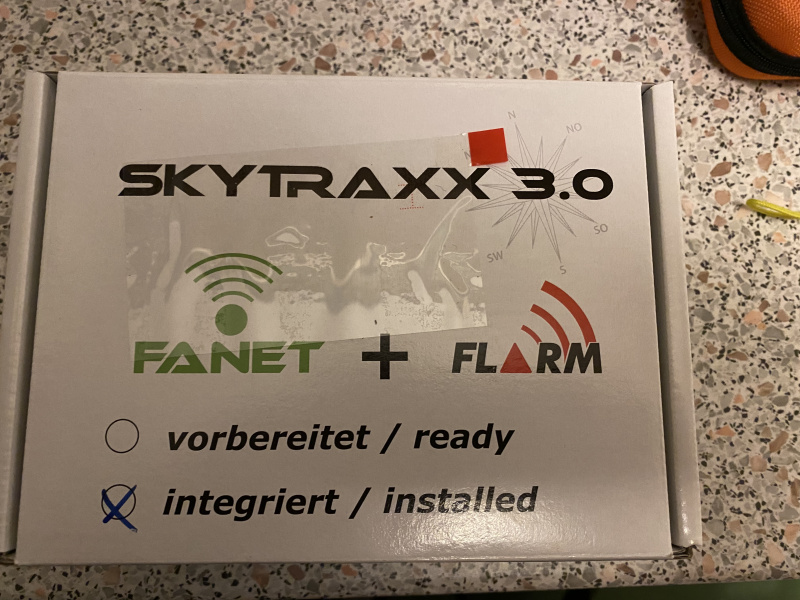 N
NO
SKYTRAXX 3.0
SO
SW
S
FANET + FLARM
vorbereitet / ready
integriert / installed